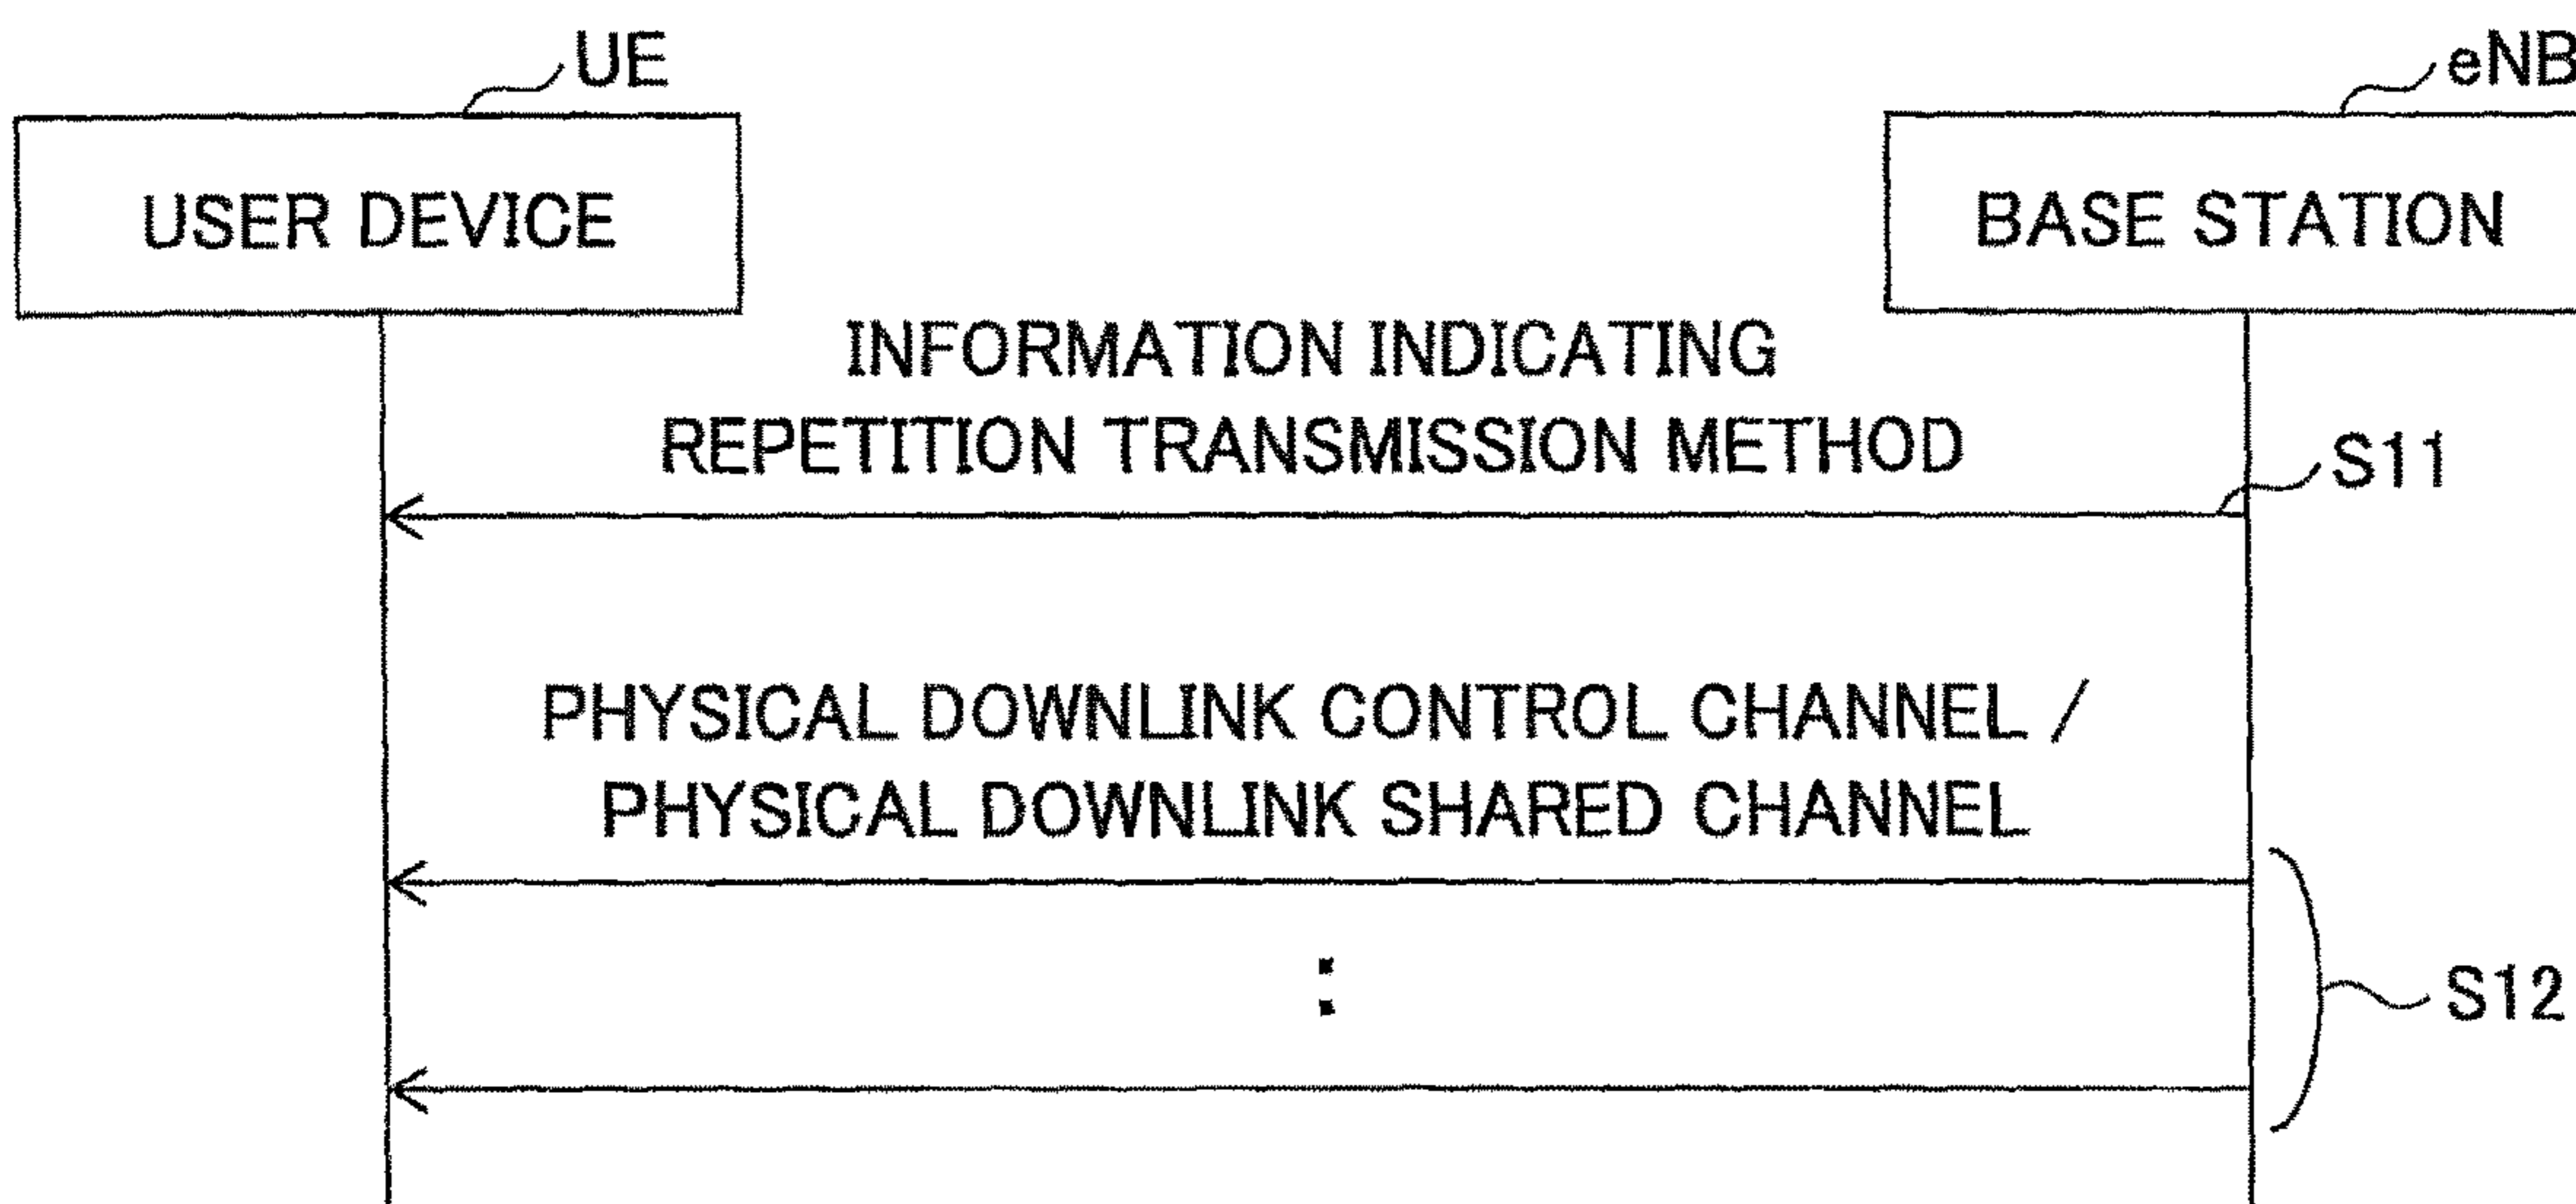 UE
eNB
USER DEVICE
BASE STATION
INFORMATION INDICATING
REPETITION TRANSMISSION METHOD
S11
PHYSICAL DOWNLINK CONTROL CHANNEL /
PHYSICAL DOWNLINK SHARED CHANNEL
:
S12